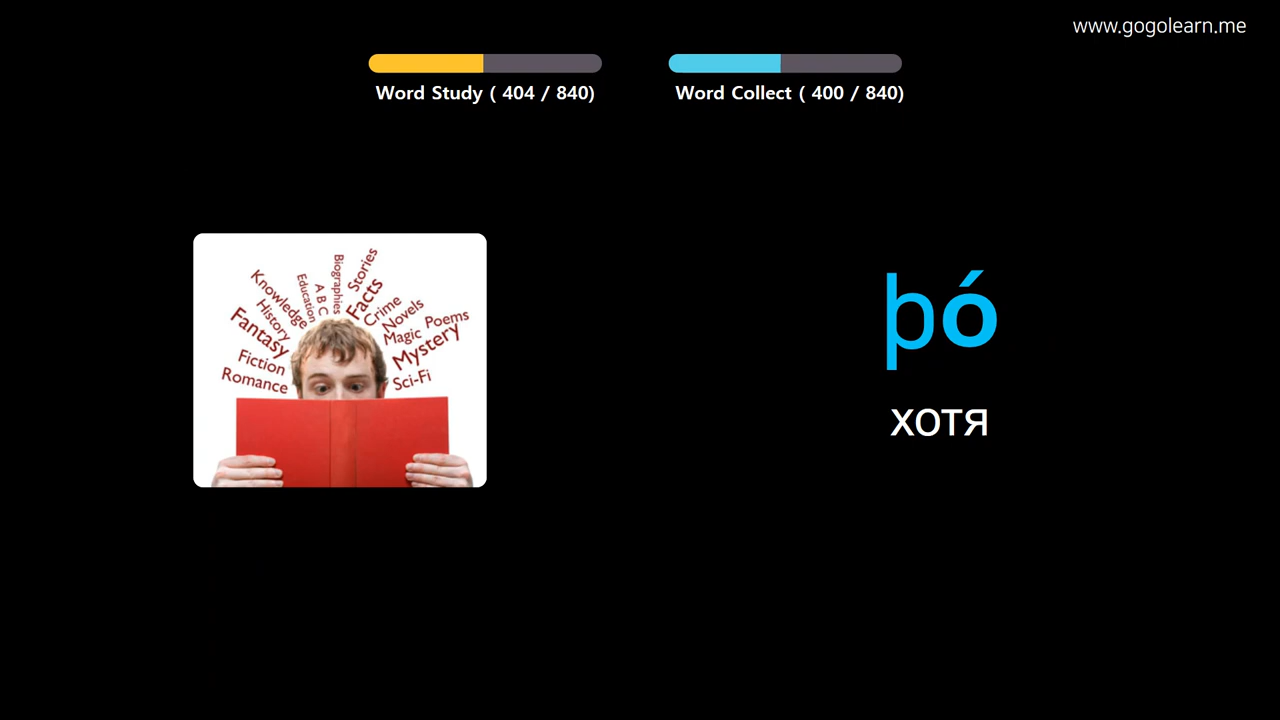 www.gogolearn.me
Word Study ( 404 / 840)
Word Collect ( 400 / 840)
Knowledge
History
Fantasy
Fiction
Romance
Education
A B C
Biographies
Stories
Facts
Crime
Novels
Magic
Poems
Mystery
Sci-Fi
þó
хотя